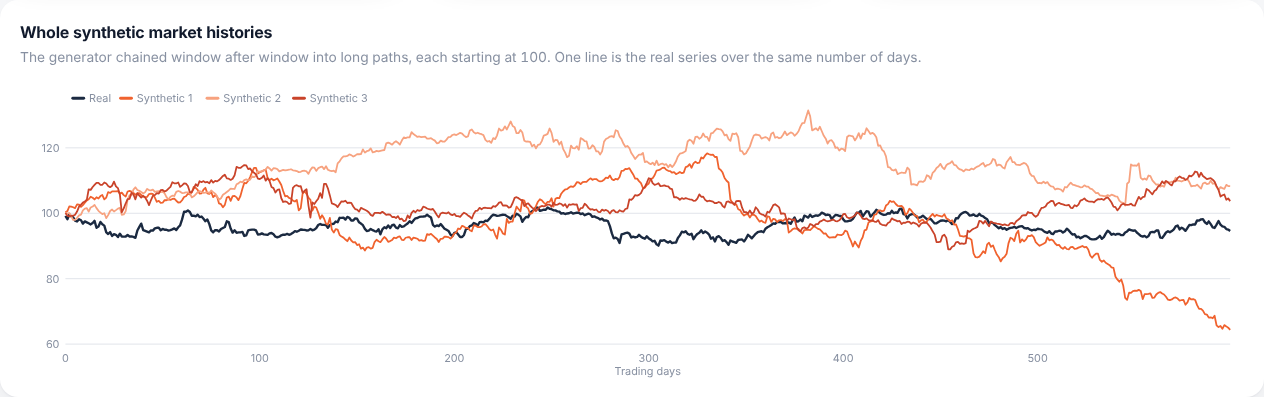 Whole synthetic market histories
The generator chained window after window into long paths, each starting at 100. One line is the real series over the same number of days.
Real Synthetic 1 Synthetic 2 Synthetic 3
120
100
80
60
0 100 200 300 400 500
Trading days